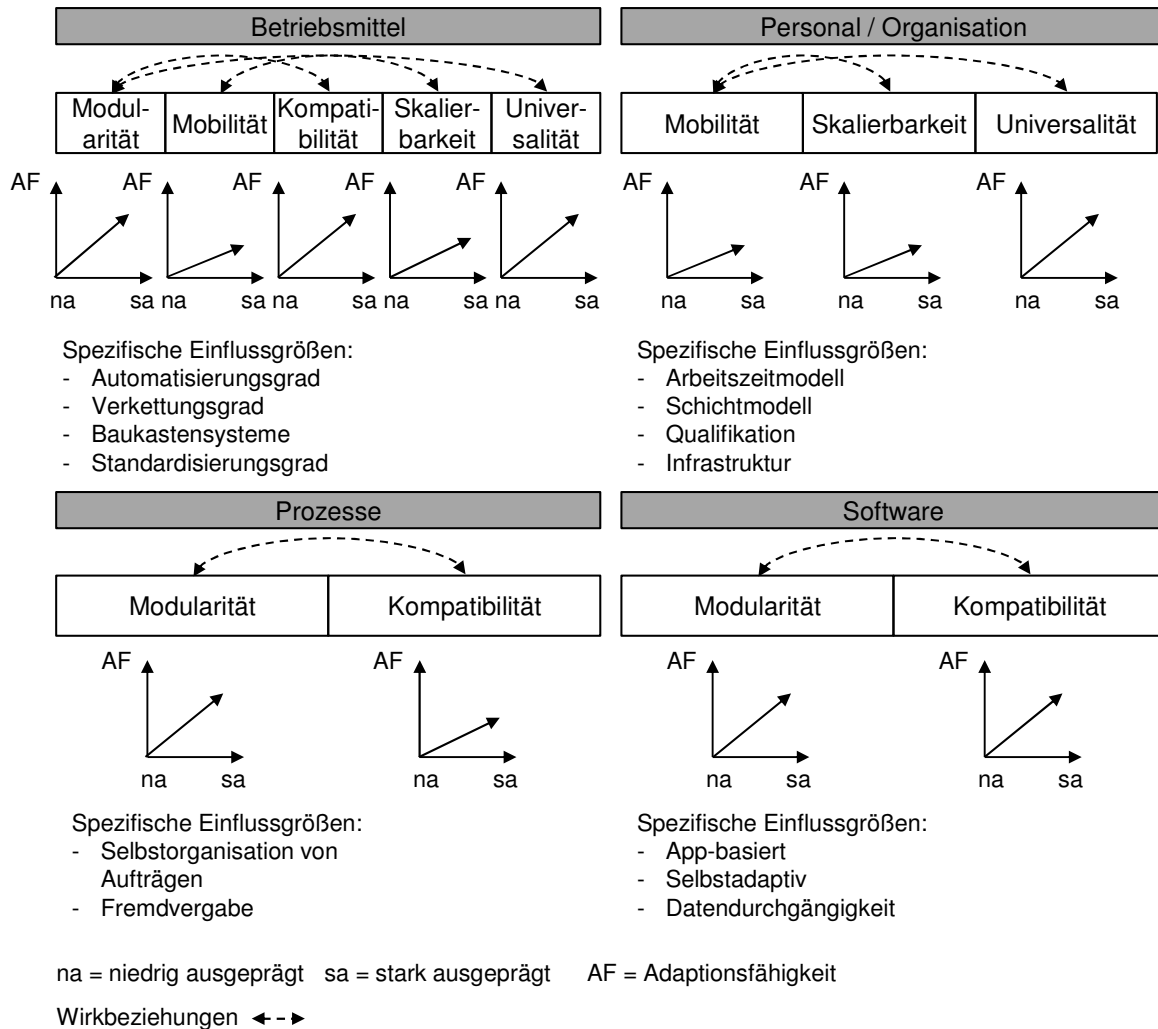 Betriebsmittel
Modul-
arität
Mobilität
Kompati-
bilität
Skalier-
barkeit
Univer-
salität
AF
AF
AF
AF
AF
na
sa
na
sa
na
sa
na
sa
na
sa
Spezifische Einflussgrößen:
- Automatisierungsgrad
- Verkettungsgrad
- Baukastensysteme
- Standardisierungsgrad
Personal / Organisation
Mobilität
Skalierbarkeit
Universalität
AF
AF
AF
na
sa
na
sa
na
sa
Spezifische Einflussgrößen:
- Arbeitszeitmodell
- Schichtmodell
- Qualifikation
- Infrastruktur
Prozesse
Modularität
Kompatibilität
AF
AF
na
sa
na
sa
Spezifische Einflussgrößen:
- Selbstorganisation von
Aufträgen
- Fremdvergabe
Software
Modularität
Kompatibilität
AF
AF
na
sa
na
sa
Spezifische Einflussgrößen:
- App-basiert
- Selbstadaptiv
- Datendurchgängigkeit
na = niedrig ausgeprägt sa = stark ausgeprägt AF = Adaptionsfähigkeit
Wirkbeziehungen